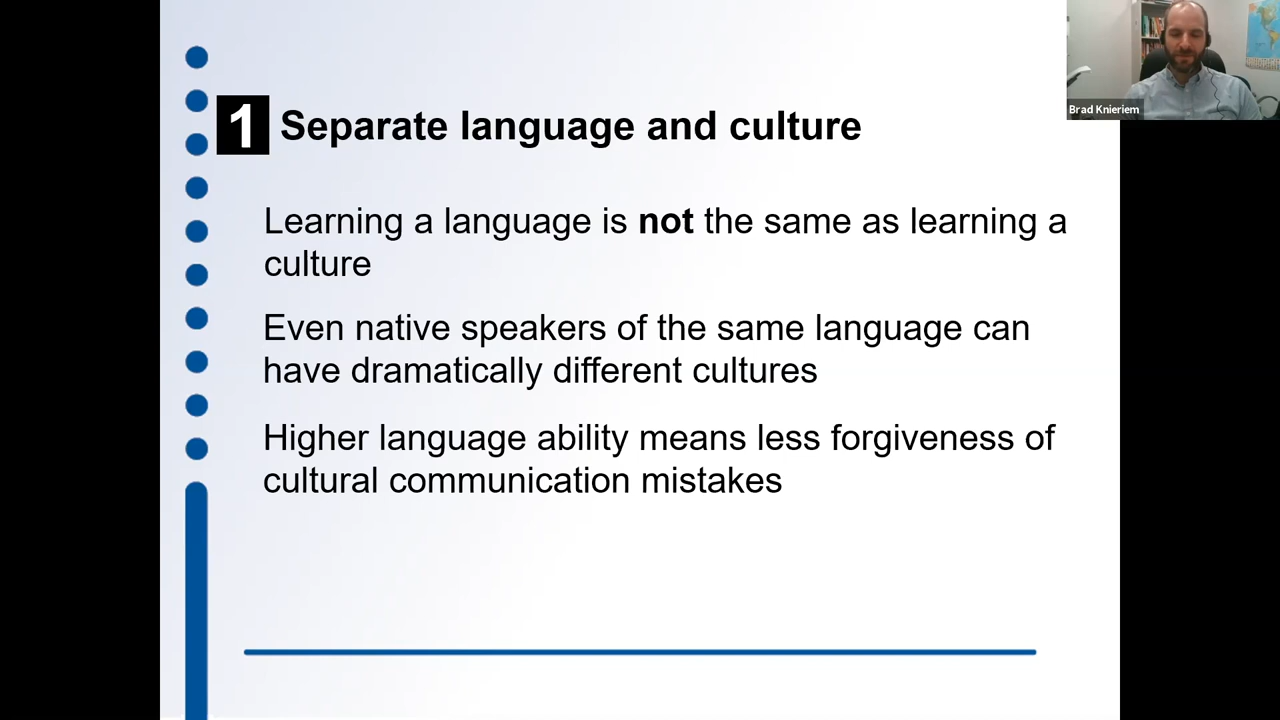 1 Separate language and culture
Learning a language is not the same as learning a
culture
Even native speakers of the same language can
have dramatically different cultures
Higher language ability means less forgiveness of
cultural communication mistakes
Brad Knieriem